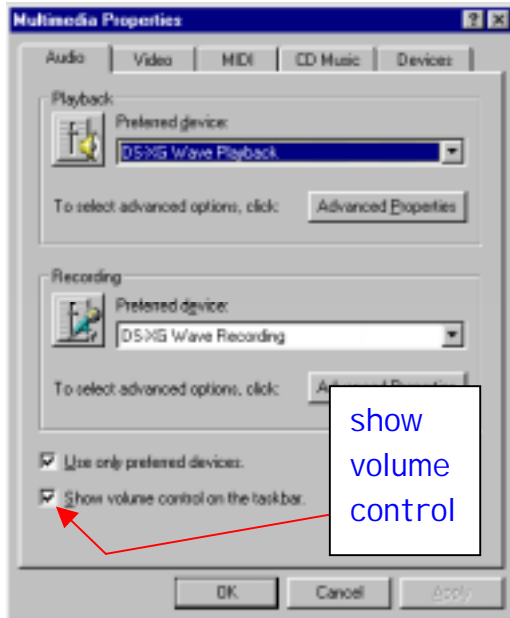 Multimedia Properties
Audio Video MIDI CD Music Devices
Playback
Preferred device:
DS-XG Wave Playback
To select advanced options, click: Advanced Properties
Recording
Preferred device:
DS-XG Wave Recording
To select advanced options, click:
Use only preferred devices.
Show volume control on the taskbar.
show
volume
control
OK Cancel Apply